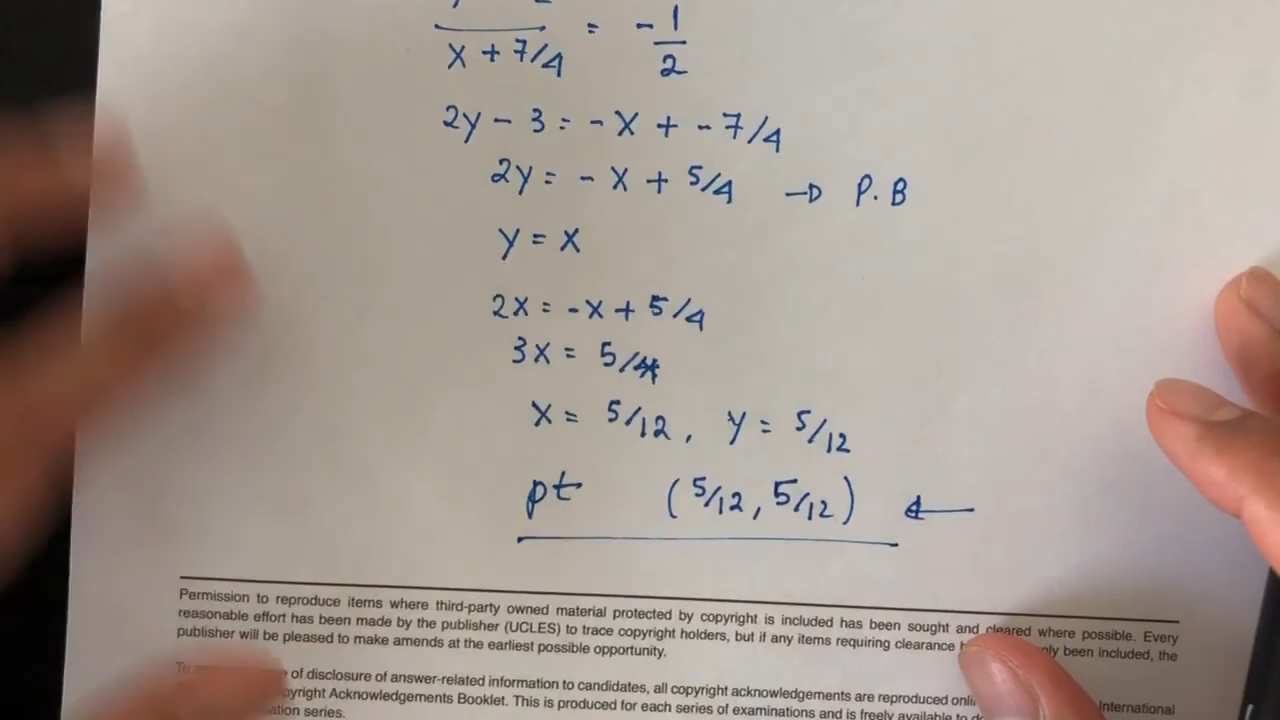 x + 7/4 = - 1/2
2y - 3 = - x + - 7/4
2y = - x + 5/4 → P.B
y = x
2x = -x + 5/4
3x = 5/4
x = 5/12, y = 5/12
pt (5/12, 5/12) ←
Permission to reproduce items where third-party owned material protected by copyright is included has been sought and cleared where possible. Every
reasonable effort has been made by the publisher (UCLES) to trace copyright holders, but if any items requiring clearance been included, the
publisher will be pleased to make amends at the earliest possible opportunity.
of disclosure of answer-related information to candidates, all copyright acknowledgements are reproduced International
Copyright Acknowledgements Booklet. This is produced for each series of examinations and is freely available to
series.